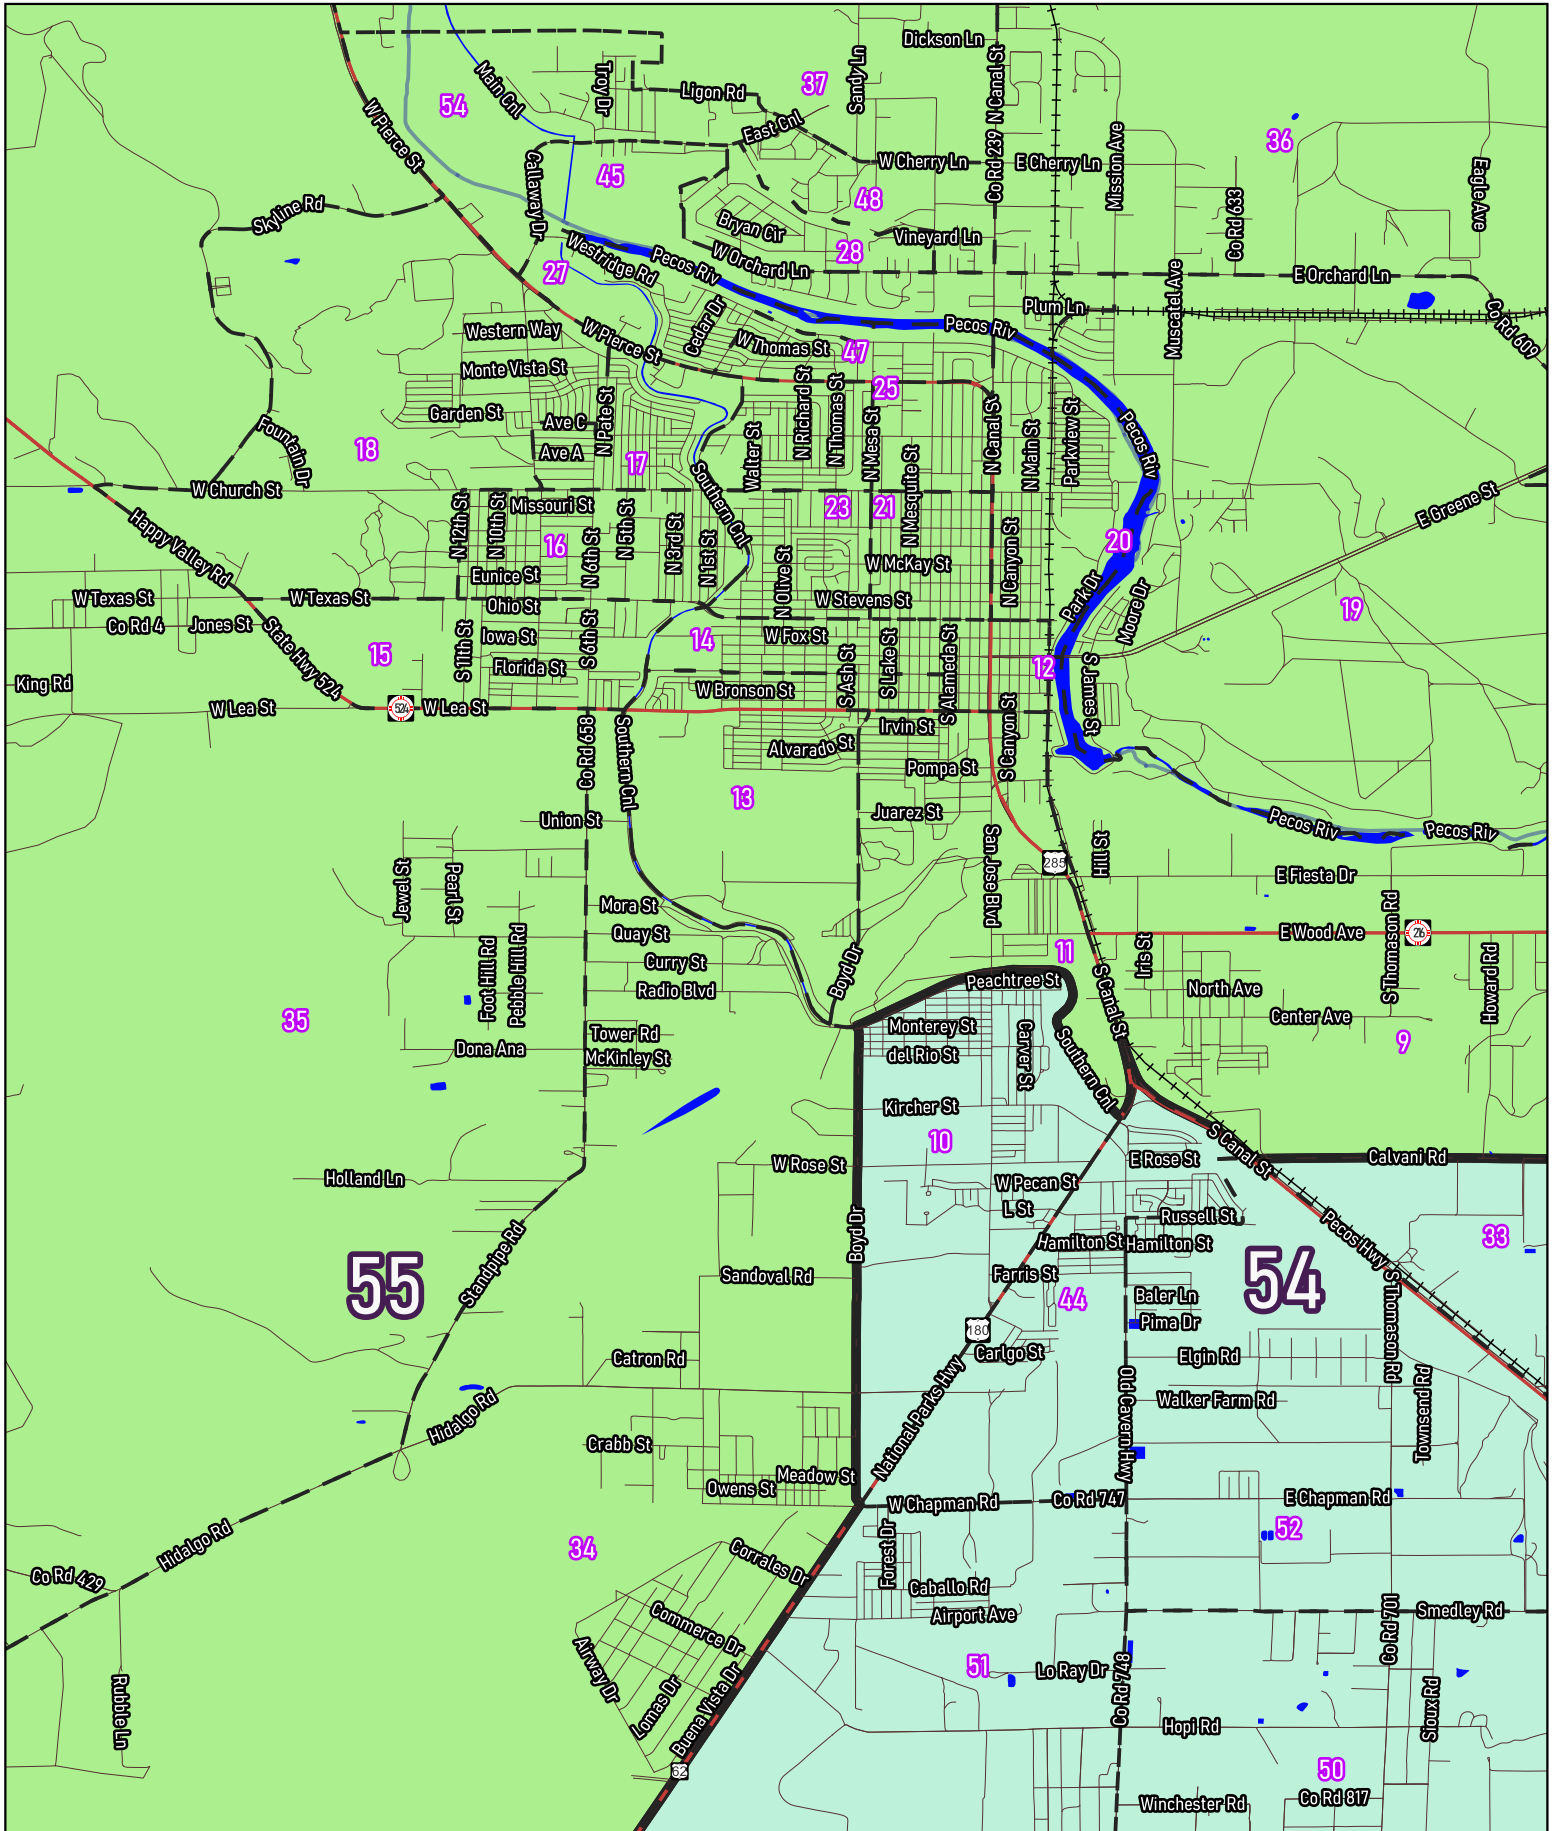 Dickson Ln
Main Cnl
Troy Dr
Sandy Ln
37
Ligon Rd
54
N Canal St
W Pierce St
East Cnl
36
Mission Ave
W Cherry Ln
E Cherry Ln
Co Rd 239
Callaway Dr
45
48
Eagle Ave
Co Rd 633
Skyline Rd
Bryan Cir
Vineyard Ln
Westridge Rd
Pecos Riv
W Orchard Ln
28
27
E Orchard Ln
Muscatel Ave
Plum Ln
Co Rd 609
Western Way
W Pierce St
Cedar Dr
Pecos Riv
W Thomas St
47
Monte Vista St
25
N Richard St
N Thomas St
Garden St
Ave C
N Pate St
N Mesa St
N Canal St
Parkview St
Pecos Riv
Fountain Dr
18
Ave A
17
Walter St
N Main St
N Mesquite St
W Church St
Southern Cnl
E Greene St
Missouri St
23
21
N 12th St
N 10th St
N 5th St
Happy Valley Rd
16
N 6th St
N 3rd St
N 1st St
20
Eunice St
W McKay St
N Canyon St
N Olive St
Park Dr
Moore Dr
W Texas St
W Texas St
Ohio St
W Stevens St
19
Co Rd 4
Jones St
Iowa St
14
W Fox St
State Hwy 524
15
S 11th St
S 6th St
Florida St
12
King Rd
W Bronson St
S Ash St
S Lake St
S Alameda St
S James St
W Lea St
524
W Lea St
Irvin St
S Canyon St
Co Rd 658
Southern Cnl
Alvarado St
Pompa St
13
Union St
Juarez St
Pecos Riv
Pecos Riv
Jewel St
Pearl St
San Jose Blvd
285
Hill St
E Fiesta Dr
Mora St
S Thomason Rd
Quay St
E Wood Ave
216
Foot Hill Rd
Pebble Hill Rd
Curry St
Boyd Dr
11
Iris St
Radio Blvd
Peachtree St
S Canal St
North Ave
Howard Rd
35
Tower Rd
Monterey St
Center Ave
Dona Ana
McKinley St
del Rio St
Carver St
Southern Cnl
9
Kircher St
10
S Canal St
W Rose St
E Rose St
Calvani Rd
Holland Ln
W Pecan St
L St
Russell St
Boyd Dr
Hamilton St
Hamilton St
Pecos Hwy
33
Standpipe Rd
55
Sandoval Rd
Farris St
54
44
Baler Ln
S Thomason Rd
180
Pima Dr
Catron Rd
Carlgo St
Elgin Rd
Hidalgo Rd
National Parks Hwy
Old Cavern Hwy
Walker Farm Rd
Townsend Rd
Crabb St
Meadow St
Owens St
W Chapman Rd
Co Rd 747
E Chapman Rd
Hidalgo Rd
34
Corrales Dr
Forest Dr
52
Co Rd 429
Caballo Rd
Commerce Dr
Airport Ave
Smedley Rd
Co Rd 701
Airway Dr
51
Lo Ray Dr
Ruble Ln
Lomas Dr
Buena Vista Dr
Co Rd 748
Hopi Rd
Sioux Rd
62
50
Winchester Rd
Co Rd 817